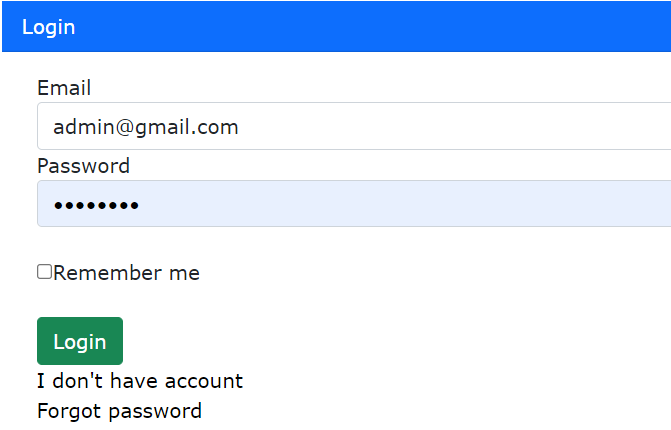 Login
Email
admin@gmail.com
Password
••••••••
Remember me
Login
I don't have account
Forgot password